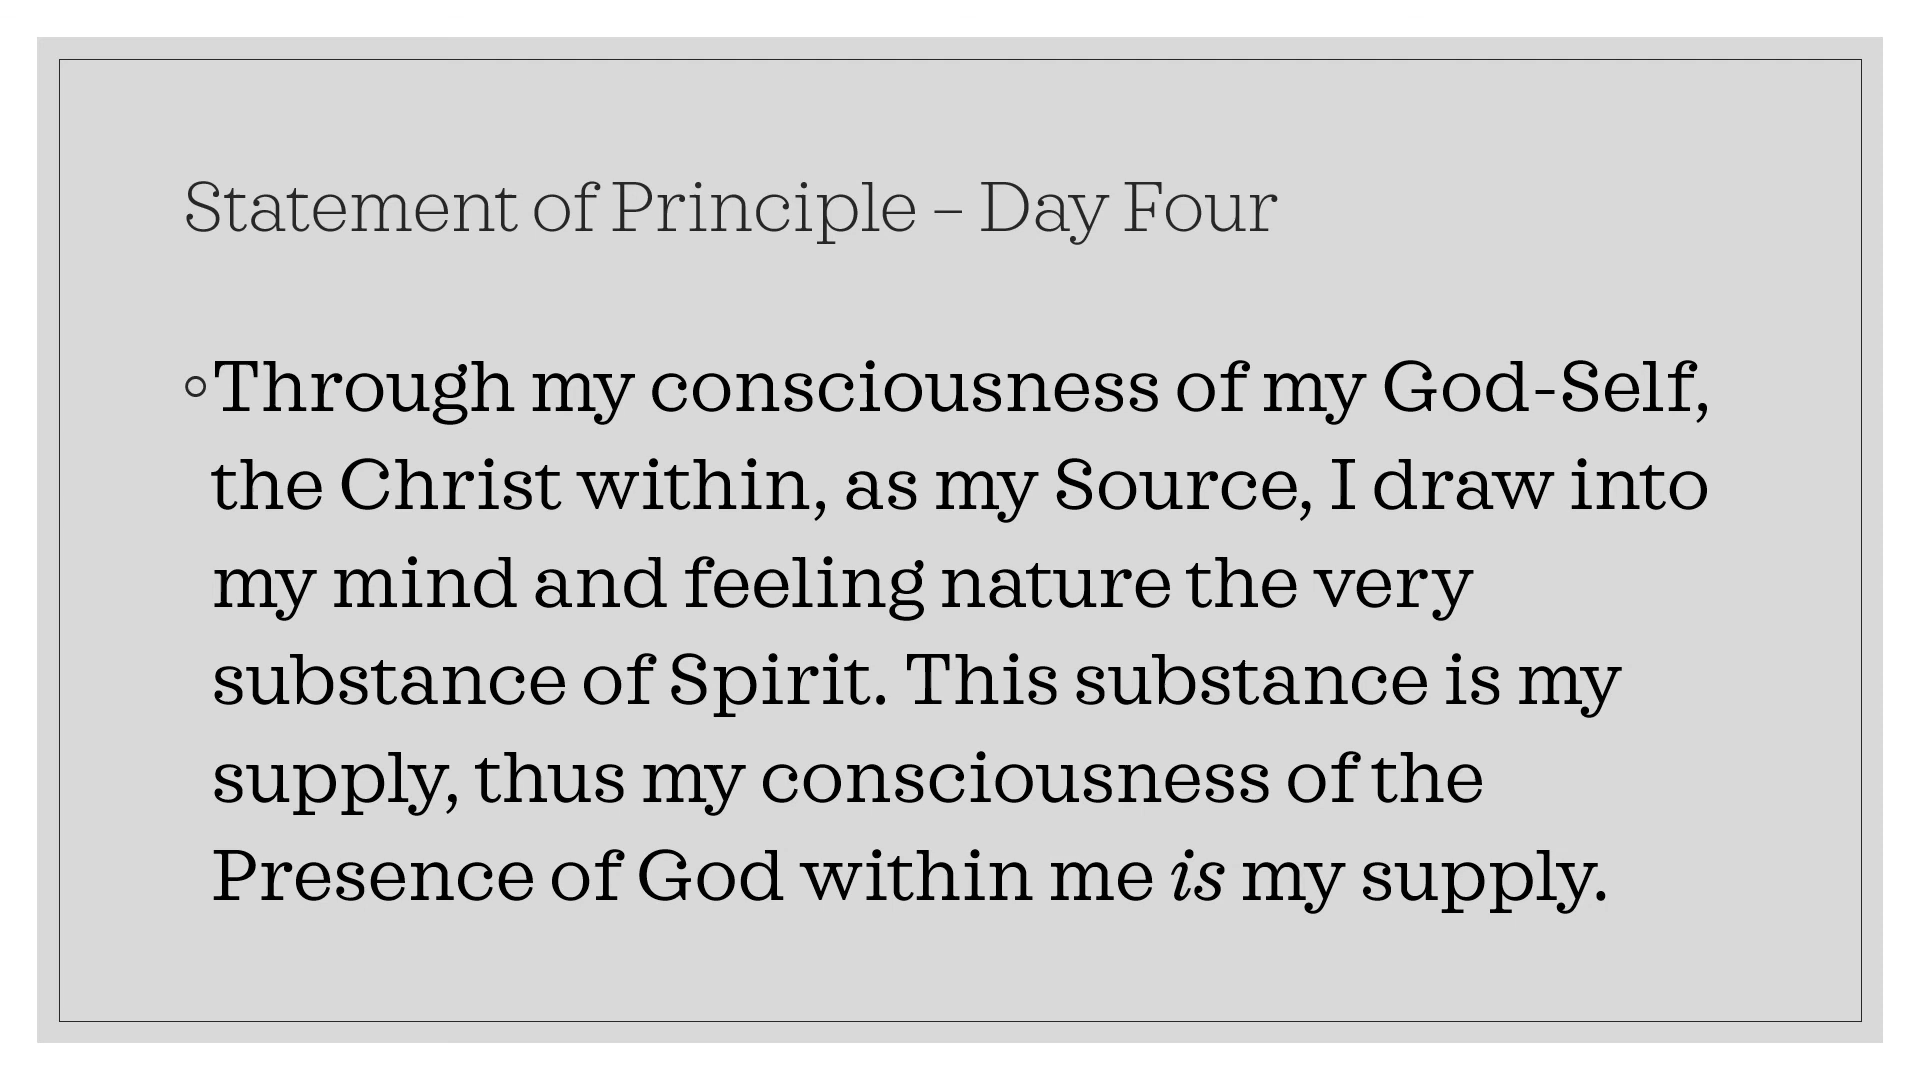 Statement of Principle – Day Four
◦Through my consciousness of my God-Self,
the Christ within, as my Source, I draw into
my mind and feeling nature the very
substance of Spirit. This substance is my
supply, thus my consciousness of the
Presence of God within me is my supply.